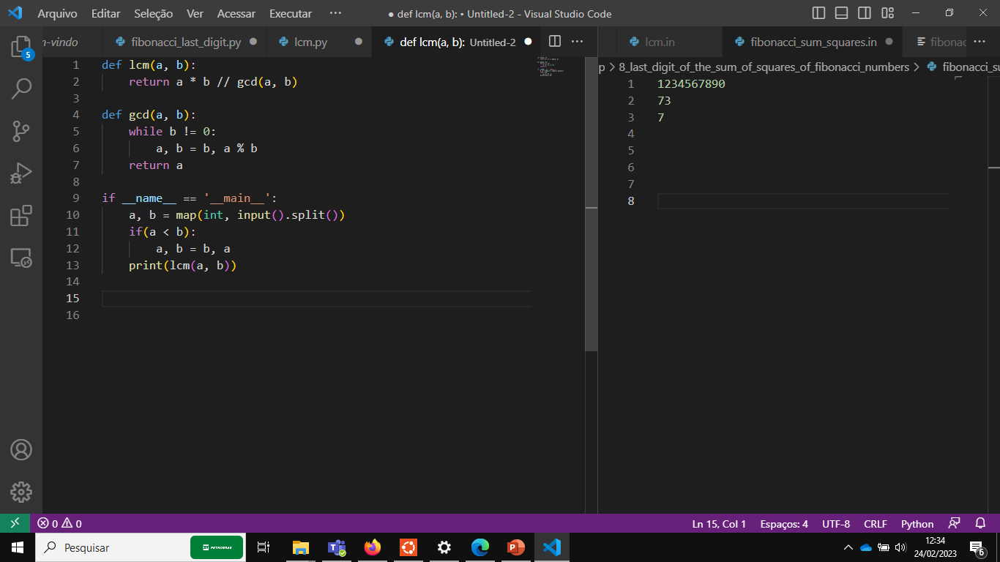 Arquivo Editar Seleção Ver Acessar Executar ··· ● def lcm(a, b): • Untitled-2 - Visual Studio Code
n-vindo fibonacci_last_digit.py lcm.py def lcm(a, b): Untitled-2 lcm.in fibonacci_sum_squares.in fibonac
5
p > 8_last_digit_of_the_sum_of_squares_of_fibonacci_numbers > fibonacci_su
1 def lcm(a, b):
2     return a * b // gcd(a, b)
3
4 def gcd(a, b):
5     while b != 0:
6         a, b = b, a % b
7     return a
8
9 if __name__ == '__main__':
10     a, b = map(int, input().split())
11     if(a < b):
12         a, b = b, a
13     print(lcm(a, b))
14
15
16
1 1234567890
2 73
3 7
4
5
6
7
8
0 0 Ln 15, Col 1 Espaços: 4 UTF-8 CRLF Python
Pesquisar PETROBRAS 12:34
24/02/2023 6